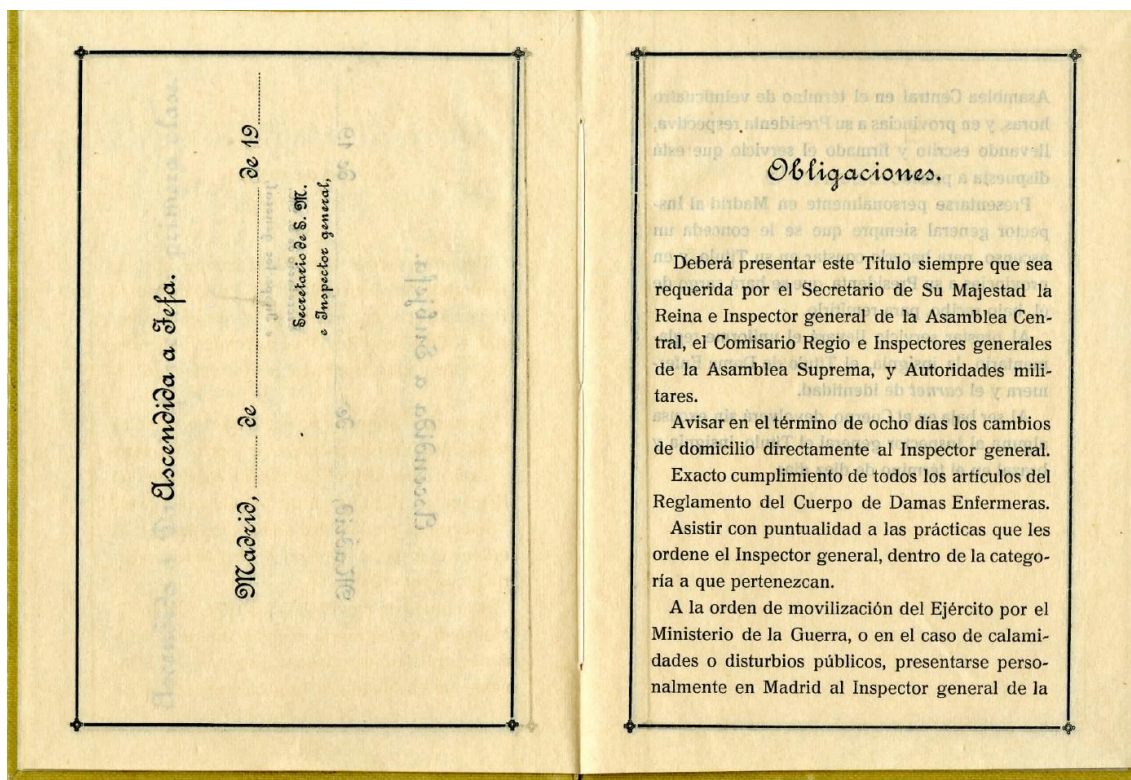 Ascendida a Jefa.
Madrid, de de 19
Secretario de S. M.
e Inspector general,
Obligaciones.
Deberá presentar este Título siempre que sea
requerida por el Secretario de Su Majestad la
Reina e Inspector general de la Asamblea Cen-
tral, el Comisario Regio e Inspectores generales
de la Asamblea Suprema, y Autoridades mili-
tares.
Avisar en el término de ocho días los cambios
de domicilio directamente al Inspector general.
Exacto cumplimiento de todos los artículos del
Reglamento del Cuerpo de Damas Enfermeras.
Asistir con puntualidad a las prácticas que les
ordene el Inspector general, dentro de la catego-
ría a que pertenezcan.
A la orden de movilización del Ejército por el
Ministerio de la Guerra, o en el caso de calami-
dades o disturbios públicos, presentarse perso-
nalmente en Madrid al Inspector general de la